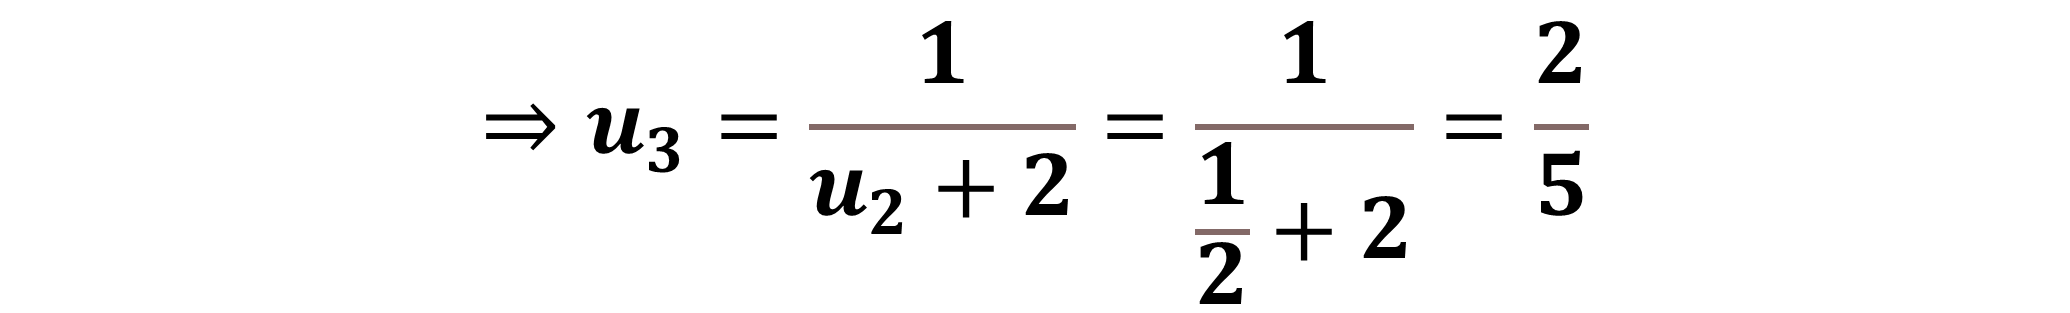 ⇒ u₃ = 1/(u₂ + 2) = 1/(1/2 + 2) = 2/5